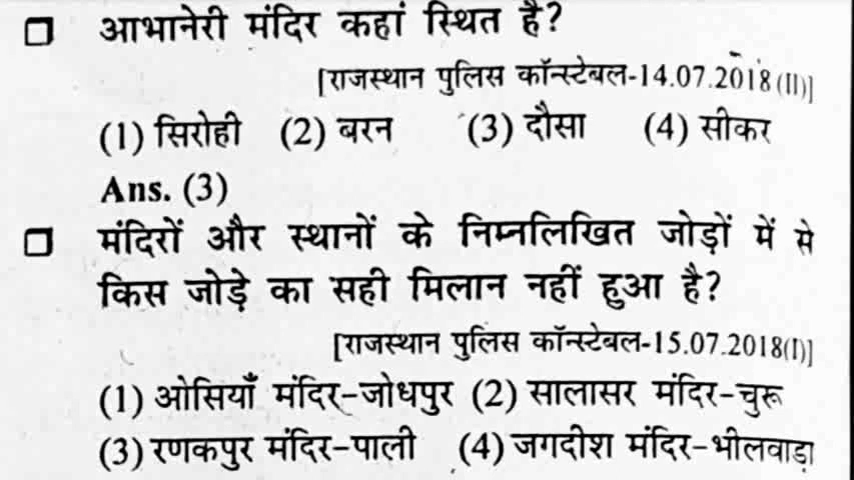 □ आभानेरी मंदिर कहां स्थित है?
[राजस्थान पुलिस कॉन्स्टेबल-14.07.2018 (II)]
(1) सिरोही (2) बरन (3) दौसा (4) सीकर
Ans. (3)
□ मंदिरों और स्थानों के निम्नलिखित जोड़ों में से
किस जोड़े का सही मिलान नहीं हुआ है?
[राजस्थान पुलिस कॉन्स्टेबल-15.07.2018(I)]
(1) ओसियाँ मंदिर-जोधपुर (2) सालासर मंदिर-चुरू
(3) रणकपुर मंदिर-पाली (4) जगदीश मंदिर-भीलवाड़ा